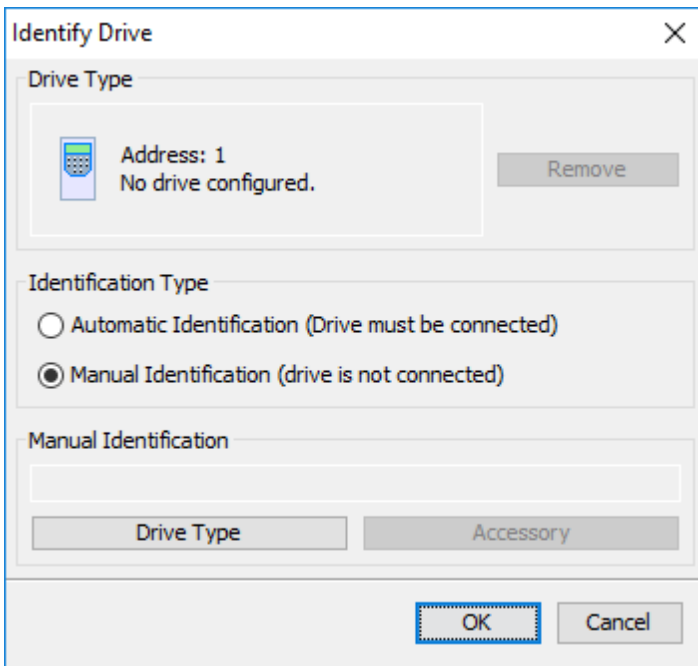 Identify Drive
Drive Type
Address: 1
No drive configured.
Remove
Identification Type
Automatic Identification (Drive must be connected)
Manual Identification (drive is not connected)
Manual Identification
Drive Type
Accessory
OK
Cancel